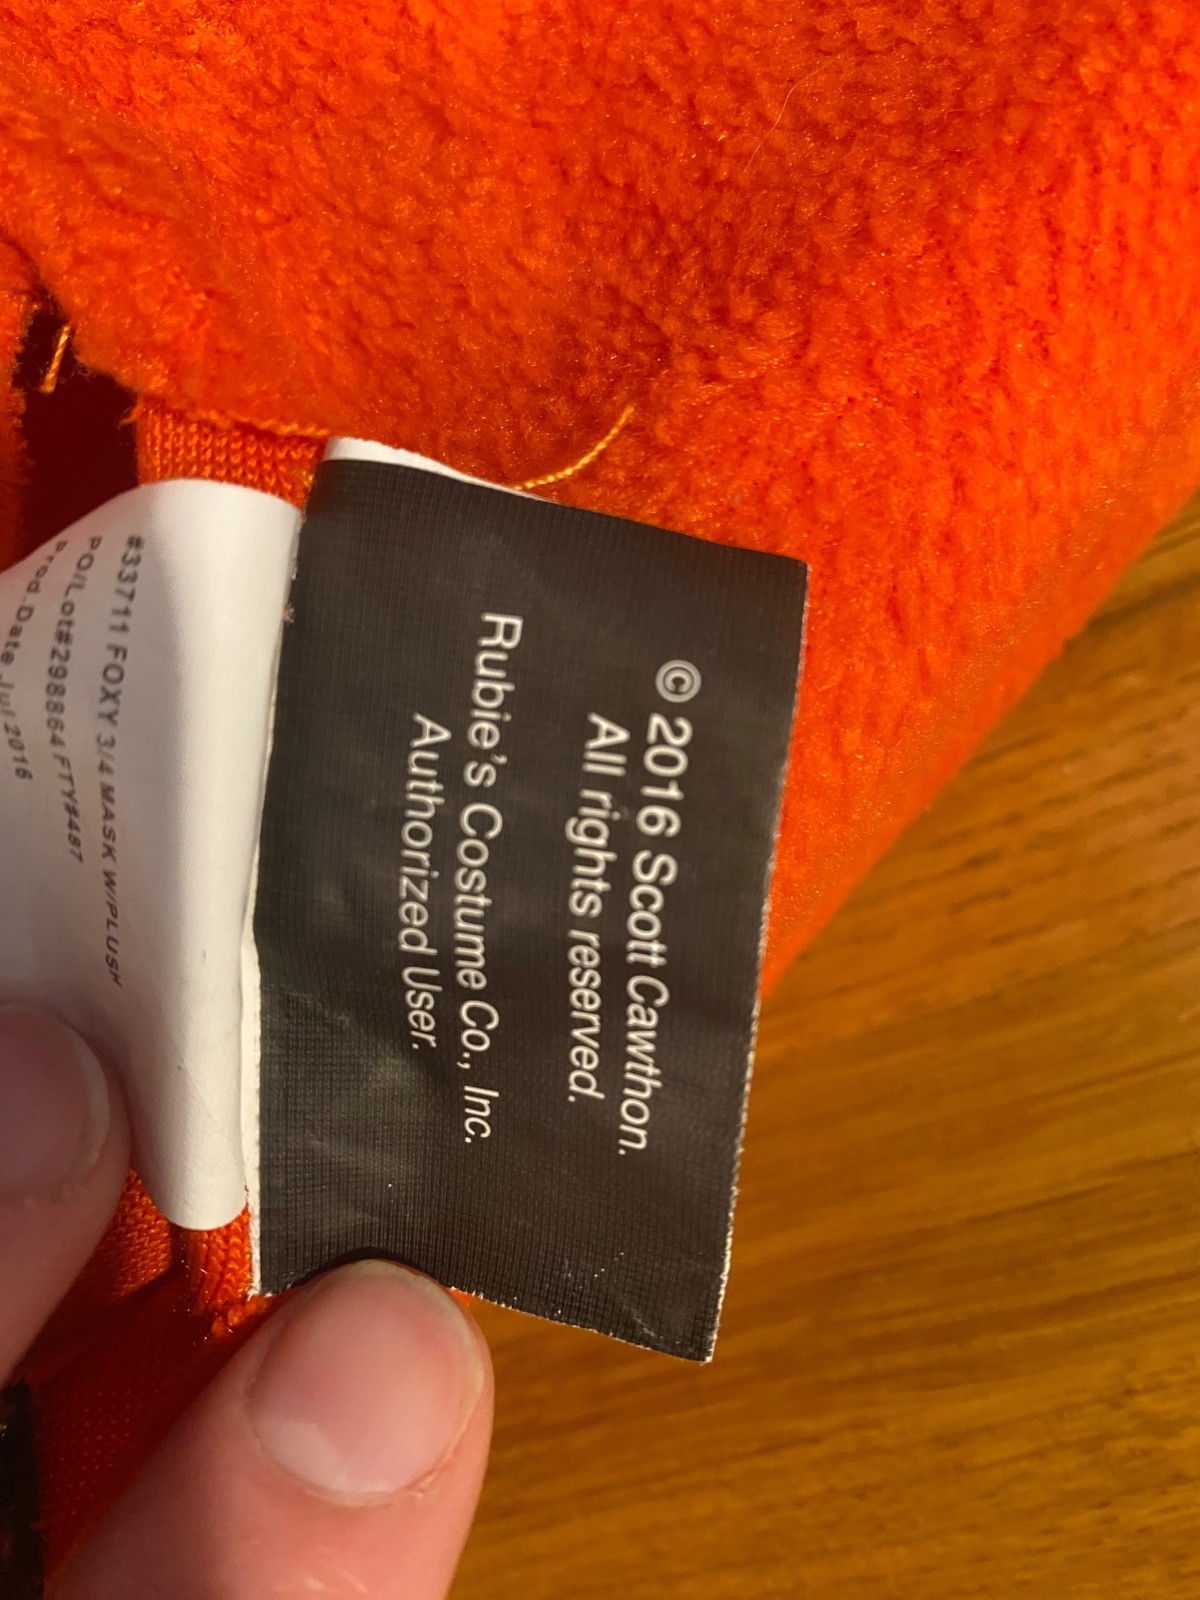 © 2016 Scott Cawthon.
All rights reserved.
Rubie's Costume Co., Inc.
Authorized User.
#33711 FOXY 3/4 MASK W/PLUSH
PO/Lot#298864 FTY#487
Prod.Date Jul 2016